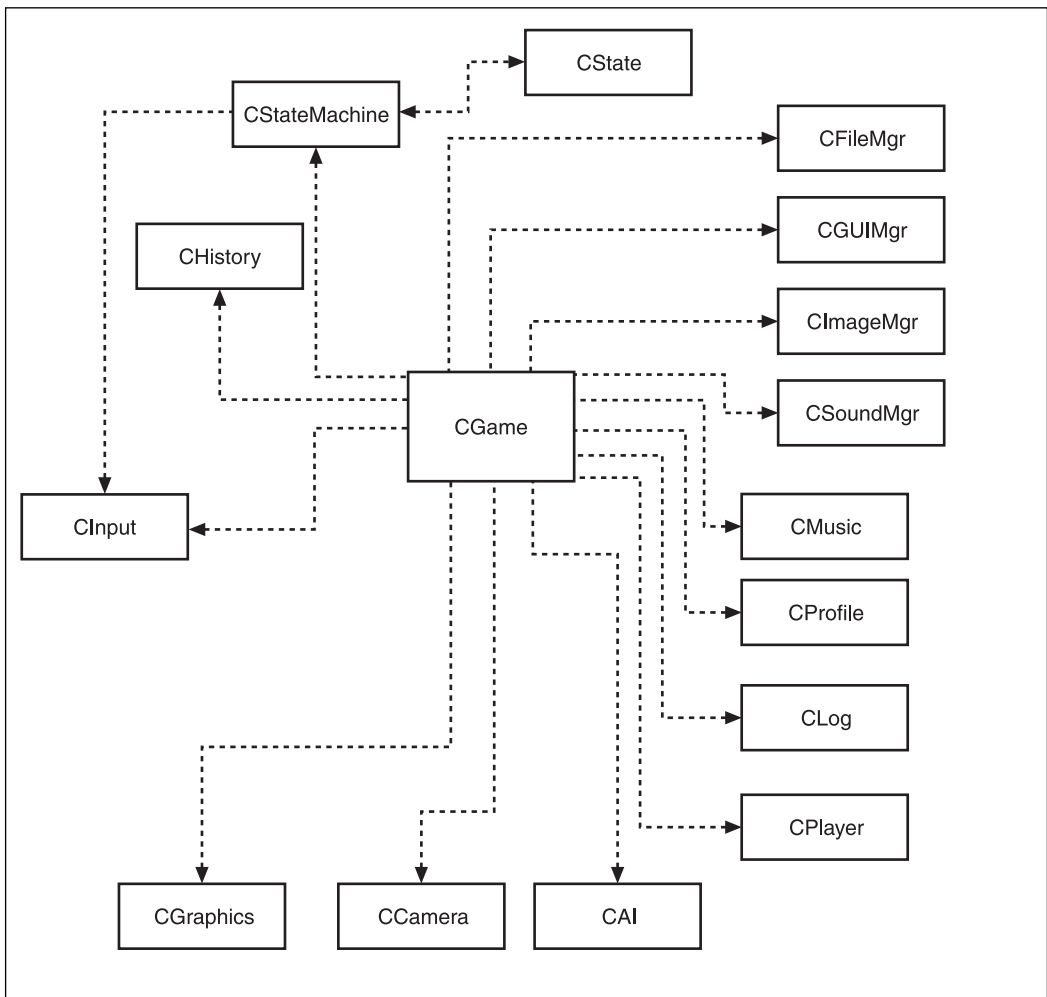 CState
CStateMachine
CFileMgr
CGUIMgr
CHistory
CImageMgr
CSoundMgr
CGame
CInput
CMusic
CProfile
CLog
CPlayer
CGraphics
CCamera
CAI